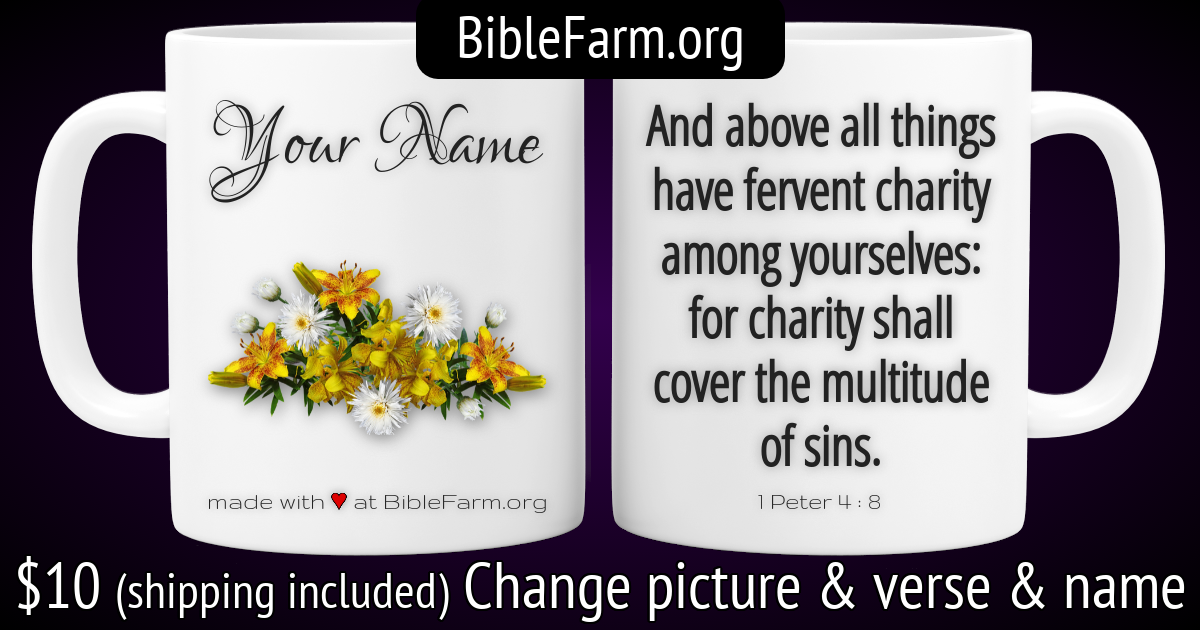 BibleFarm.org
Your Name
made with ♥ at BibleFarm.org
And above all things
have fervent charity
among yourselves:
for charity shall
cover the multitude
of sins.
1 Peter 4 : 8
$10 (shipping included) Change picture & verse & name